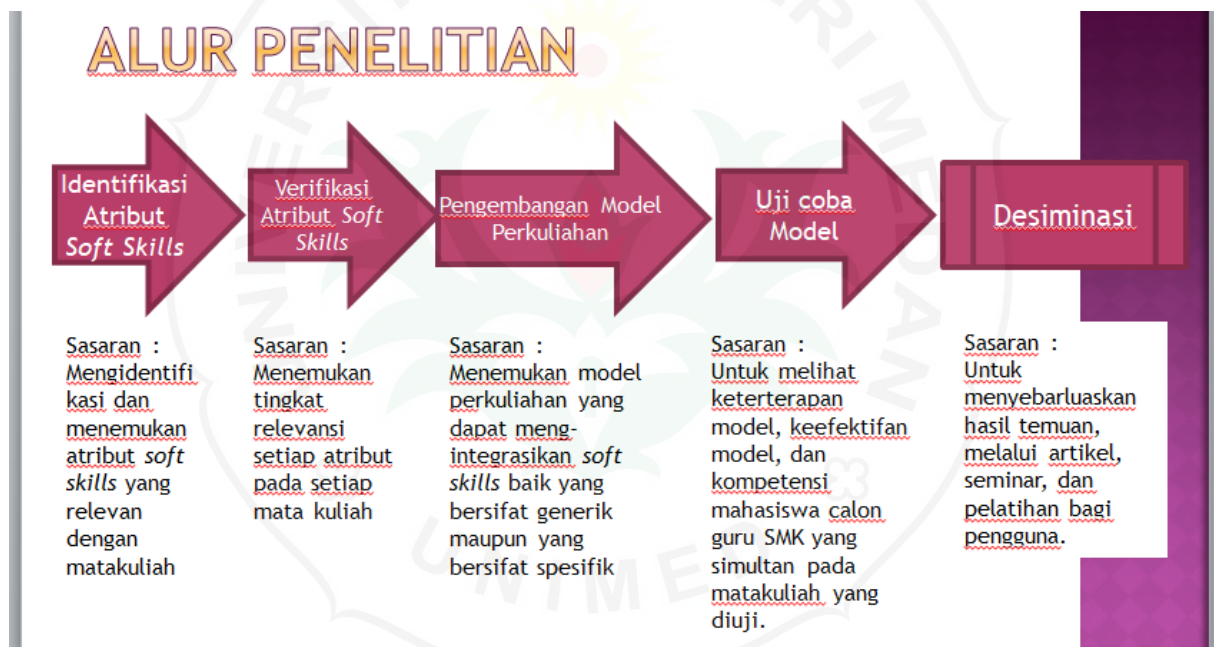 ALUR PENELITIAN
Identifikasi
Atribut
Soft Skills
Verifikasi
Atribut Soft
Skills
Pengembangan Model
Perkuliahan
Uji coba
Model
Desiminasi
Sasaran :
Mengidentifi
kasi dan
menemukan
atribut soft
skills yang
relevan
dengan
matakuliah
Sasaran :
Menemukan
tingkat
relevansi
setiap atribut
pada setiap
mata kuliah
Sasaran :
Menemukan model
perkuliahan yang
dapat meng-
integrasikan soft
skills baik yang
bersifat generik
maupun yang
bersifat spesifik
Sasaran :
Untuk melihat
keterterapan
model, keefektifan
model, dan
kompetensi
mahasiswa calon
guru SMK yang
simultan pada
matakuliah yang
diuji.
Sasaran :
Untuk
menyebarluaskan
hasil temuan,
melalui artikel,
seminar, dan
pelatihan bagi
pengguna.
UNIMED